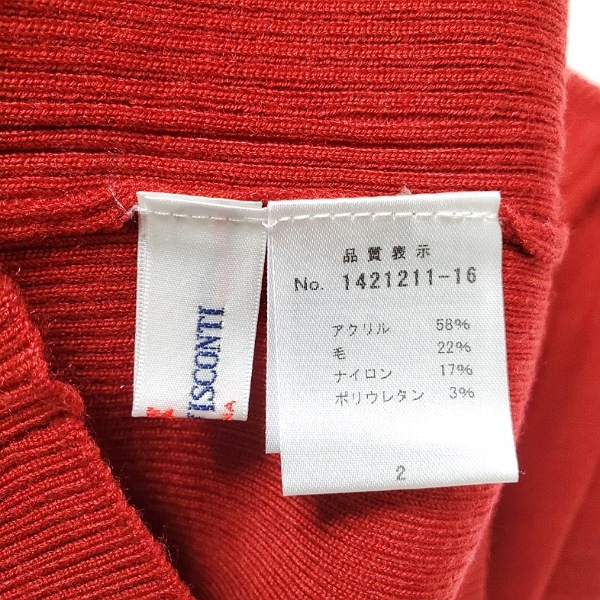 品質表示
No. 1421211-16
アクリル 58%
毛 22%
ナイロン 17%
ポリウレタン 3%
2
VISCONTI